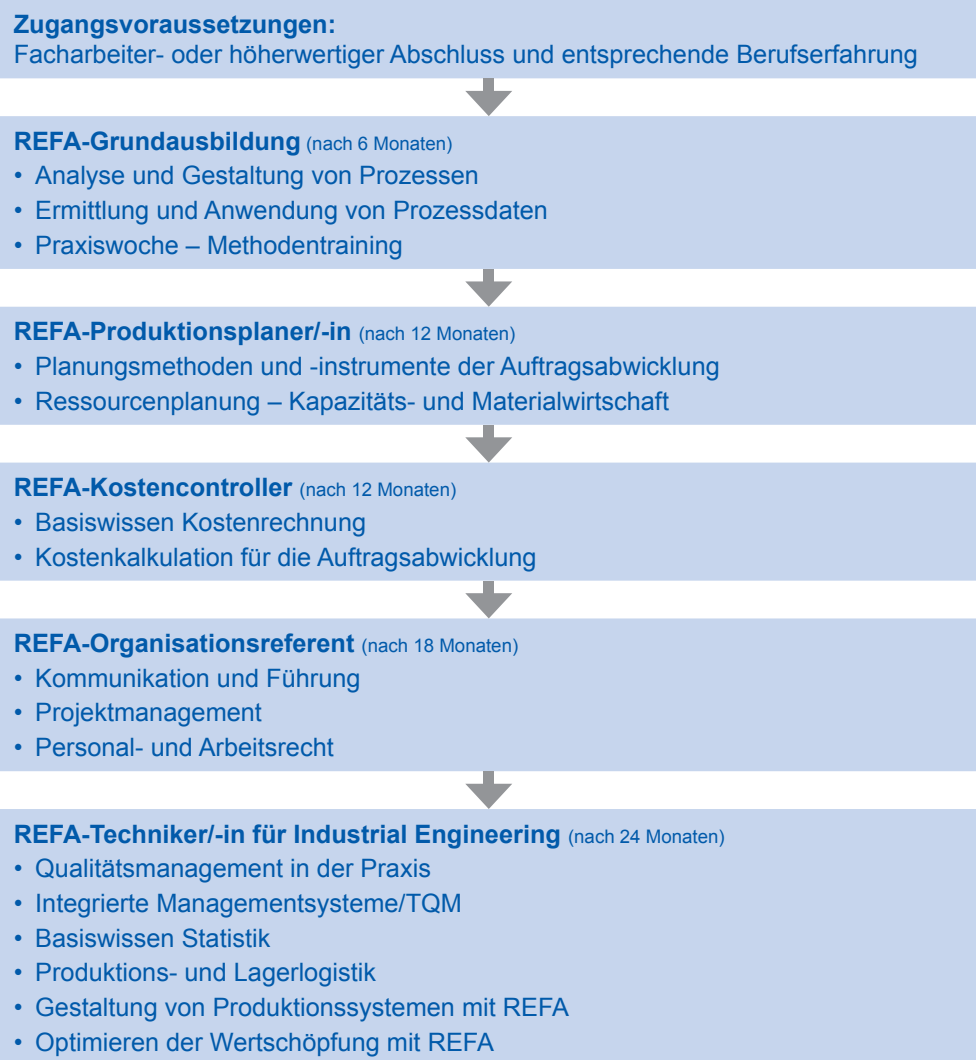 Zugangsvoraussetzungen:
Facharbeiter- oder höherwertiger Abschluss und entsprechende Berufserfahrung
REFA-Grundausbildung (nach 6 Monaten)
• Analyse und Gestaltung von Prozessen
• Ermittlung und Anwendung von Prozessdaten
• Praxiswoche – Methodentraining
REFA-Produktionsplaner/-in (nach 12 Monaten)
• Planungsmethoden und -instrumente der Auftragsabwicklung
• Ressourcenplanung – Kapazitäts- und Materialwirtschaft
REFA-Kostencontroller (nach 12 Monaten)
• Basiswissen Kostenrechnung
• Kostenkalkulation für die Auftragsabwicklung
REFA-Organisationsreferent (nach 18 Monaten)
• Kommunikation und Führung
• Projektmanagement
• Personal- und Arbeitsrecht
REFA-Techniker/-in für Industrial Engineering (nach 24 Monaten)
• Qualitätsmanagement in der Praxis
• Integrierte Managementsysteme/TQM
• Basiswissen Statistik
• Produktions- und Lagerlogistik
• Gestaltung von Produktionssystemen mit REFA
• Optimieren der Wertschöpfung mit REFA